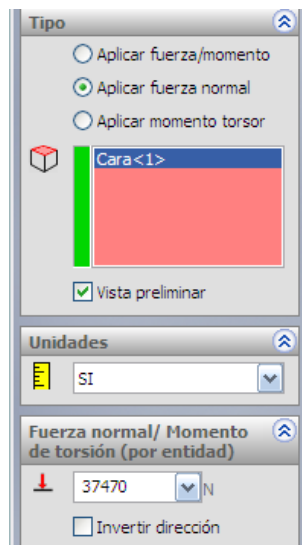 Tipo
Aplicar fuerza/momento
Aplicar fuerza normal
Aplicar momento torsor
Cara<1>
Vista preliminar
Unidades
SI
Fuerza normal/ Momento
de torsión (por entidad)
37470 N
Invertir dirección